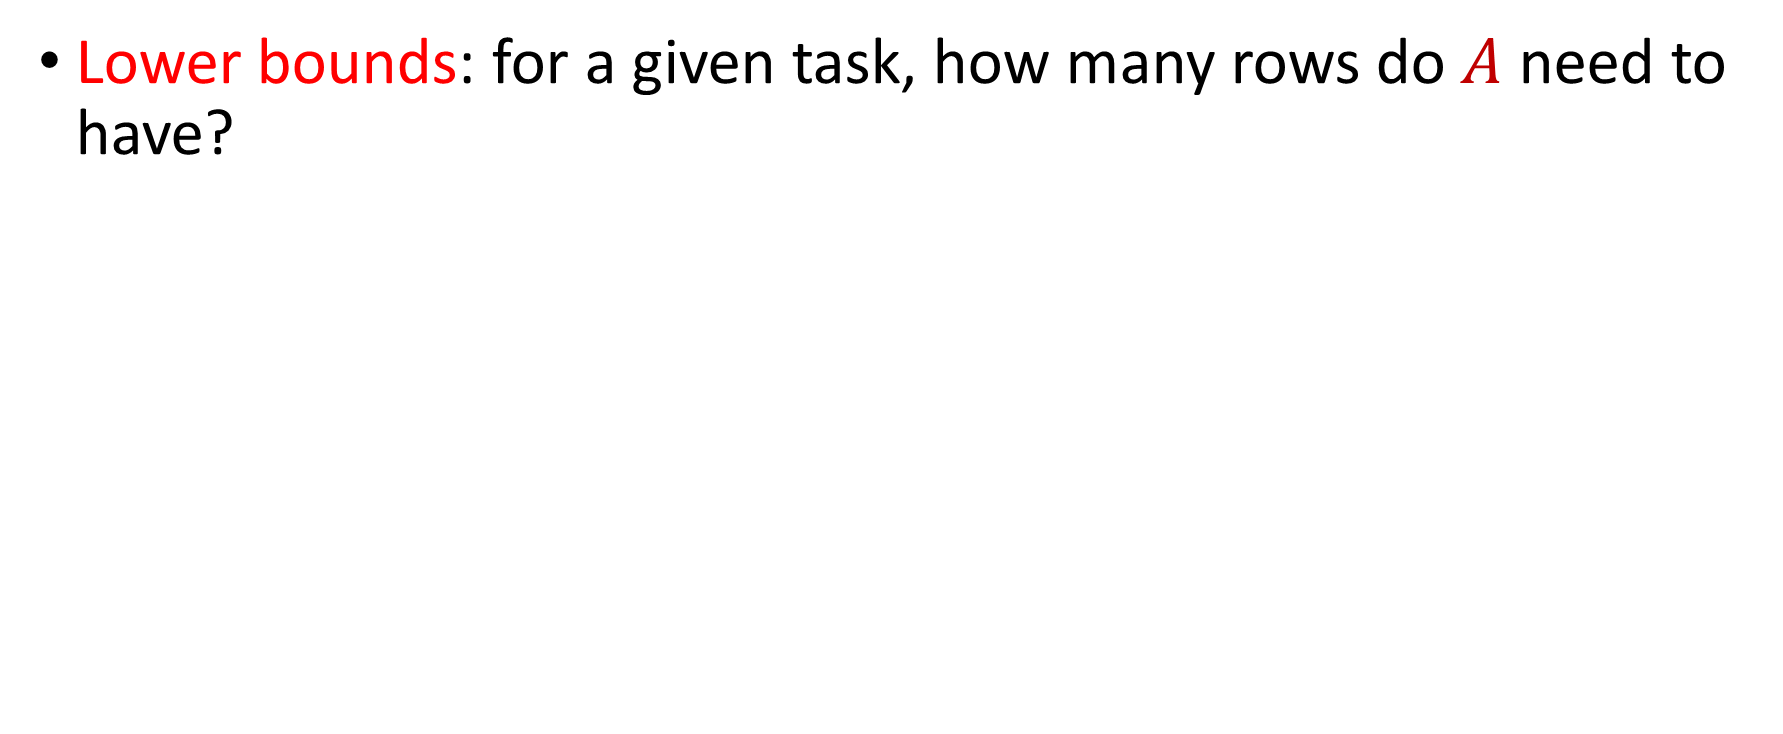 • Lower bounds: for a given task, how many rows do A need to
have?